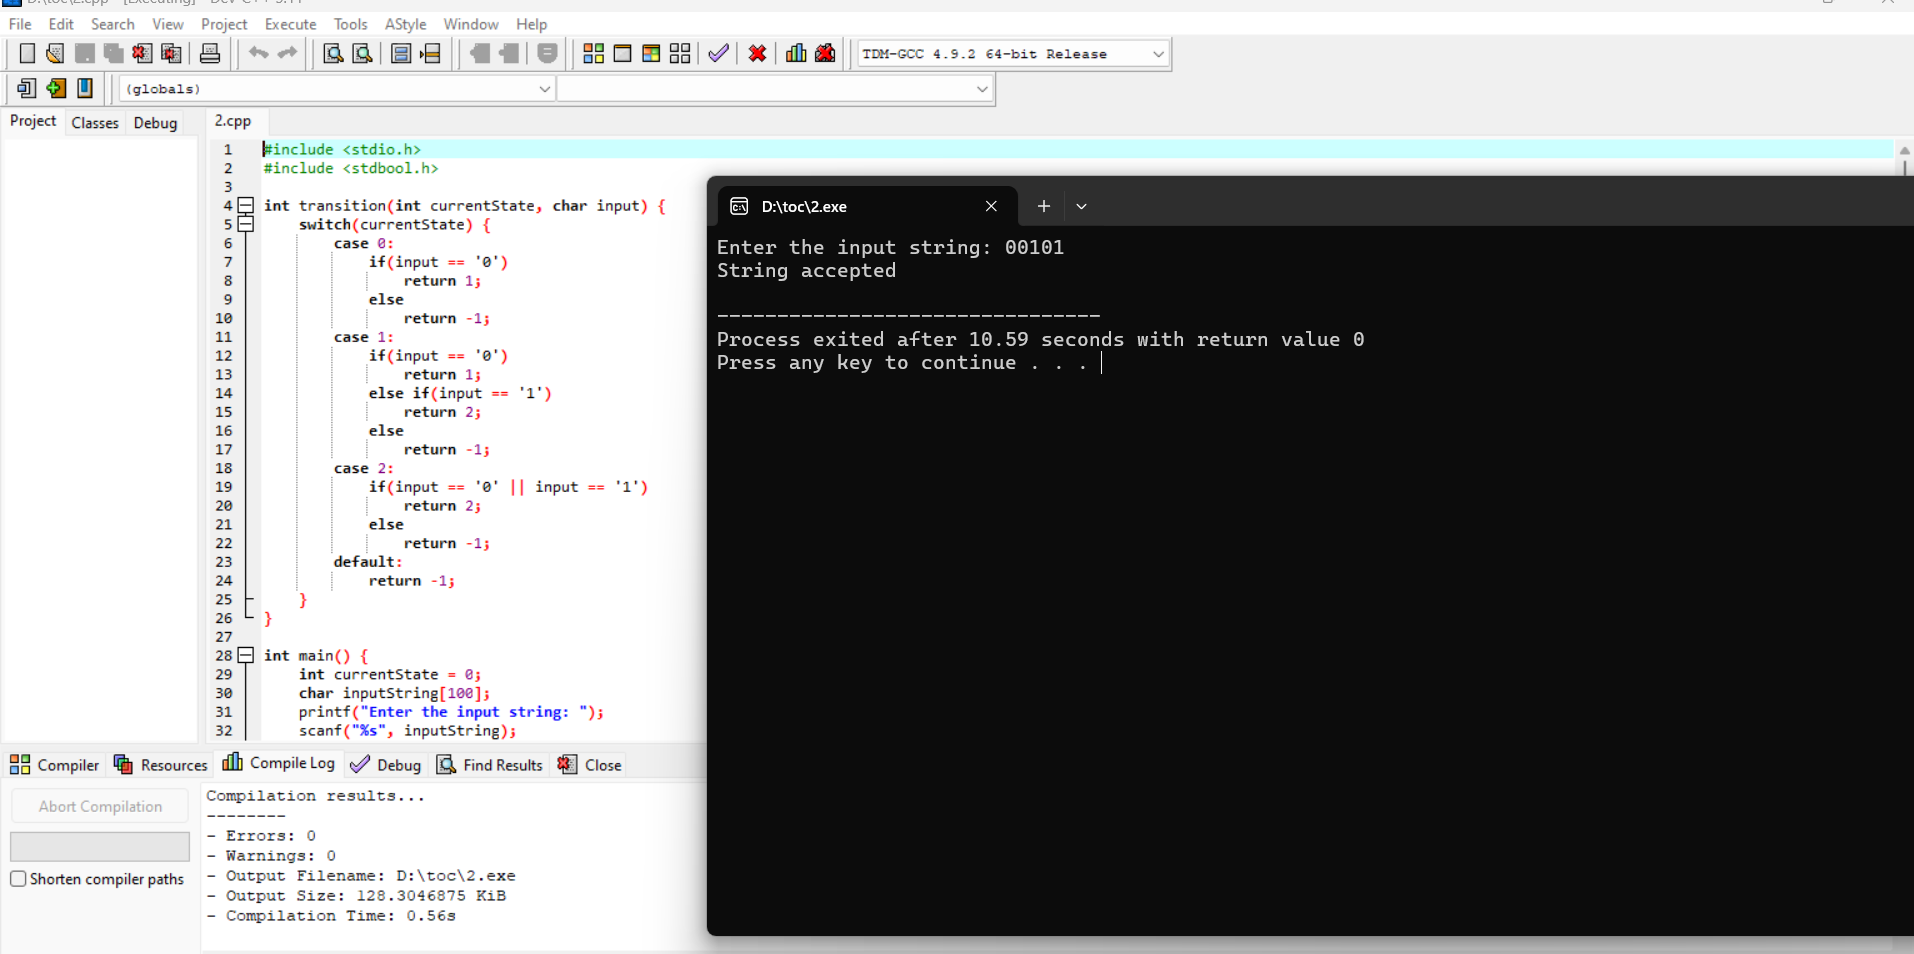 D:\toc\2.cpp - [Executing] - Dev-C++ 5.11
File Edit Search View Project Execute Tools AStyle Window Help
TDM-GCC 4.9.2 64-bit Release
(globals)
Project Classes Debug
2.cpp
1 #include <stdio.h>
2 #include <stdbool.h>
3
4 int transition(int currentState, char input) {
5 switch(currentState) {
6 case 0:
7 if(input == '0')
8 return 1;
9 else
10 return -1;
11 case 1:
12 if(input == '0')
13 return 1;
14 else if(input == '1')
15 return 2;
16 else
17 return -1;
18 case 2:
19 if(input == '0' || input == '1')
20 return 2;
21 else
22 return -1;
23 default:
24 return -1;
25 }
26 }
27
28 int main() {
29 int currentState = 0;
30 char inputString[100];
31 printf("Enter the input string: ");
32 scanf("%s", inputString);
D:\toc\2.exe
Enter the input string: 00101
String accepted
--------------------------------
Process exited after 10.59 seconds with return value 0
Press any key to continue . . .
Compiler Resources Compile Log Debug Find Results Close
Abort Compilation
Shorten compiler paths
Compilation results...
--------
- Errors: 0
- Warnings: 0
- Output Filename: D:\toc\2.exe
- Output Size: 128.3046875 KiB
- Compilation Time: 0.56s